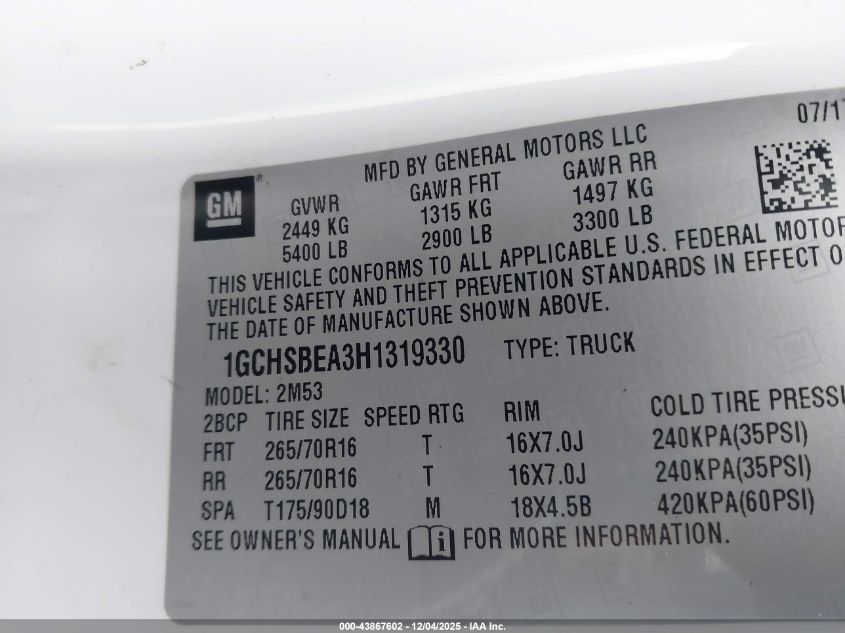 07/17
MFD BY GENERAL MOTORS LLC
GM ®
GVWR GAWR FRT GAWR RR
2449 KG 1315 KG 1497 KG
5400 LB 2900 LB 3300 LB
THIS VEHICLE CONFORMS TO ALL APPLICABLE U.S. FEDERAL MOTOR
VEHICLE SAFETY AND THEFT PREVENTION STANDARDS IN EFFECT O
THE DATE OF MANUFACTURE SHOWN ABOVE.
1GCHSBEA3H1319330 TYPE: TRUCK
MODEL: 2M53
2BCP TIRE SIZE SPEED RTG RIM COLD TIRE PRESSU
FRT 265/70R16 T 16X7.0J 240KPA(35PSI)
RR 265/70R16 T 16X7.0J 240KPA(35PSI)
SPA T175/90D18 M 18X4.5B 420KPA(60PSI)
SEE OWNER'S MANUAL i FOR MORE INFORMATION.
000-43867602 - 12/04/2025 - IAA Inc.